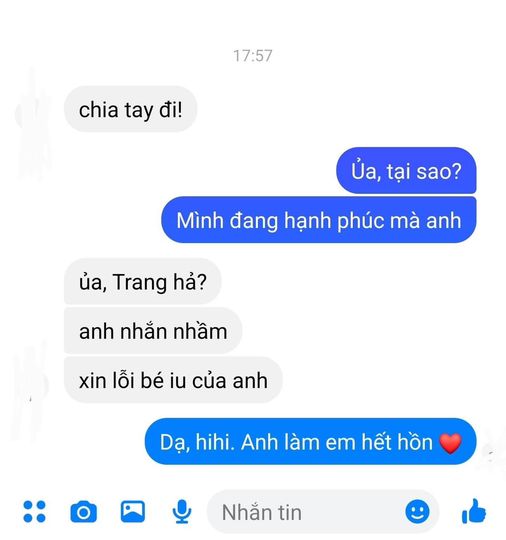 17:57
chia tay đi!
Ủa, tại sao?
Mình đang hạnh phúc mà anh
ủa, Trang hả?
anh nhắn nhầm
xin lỗi bé iu của anh
Dạ, hihi. Anh làm em hết hồn ❤️
Nhắn tin